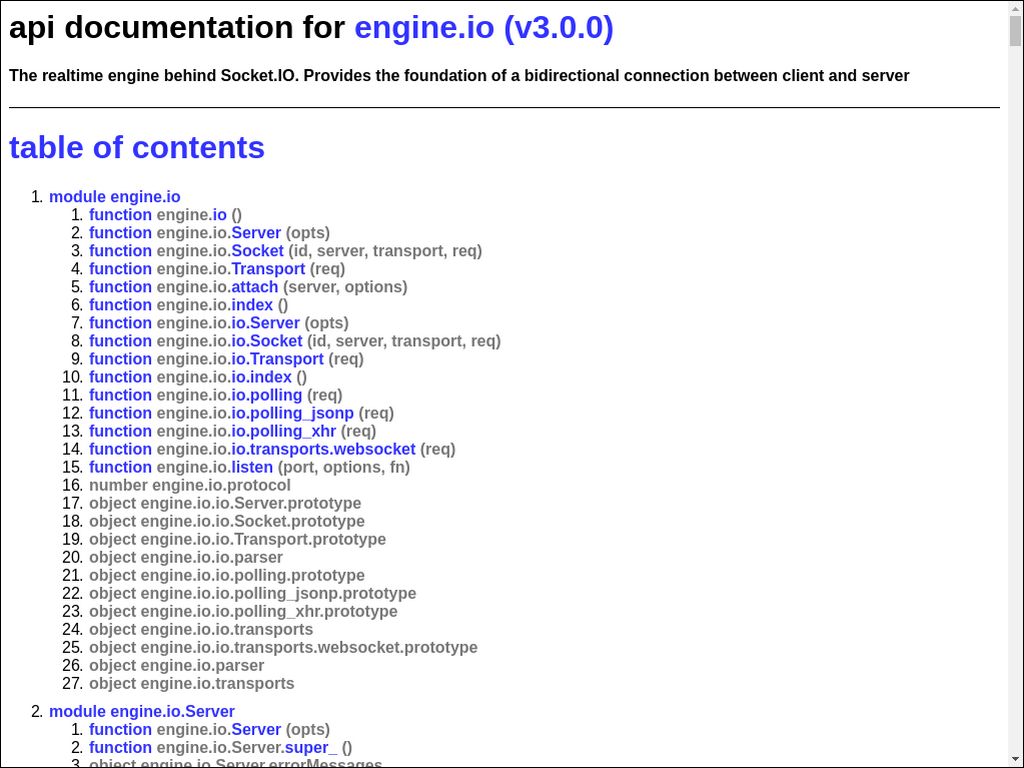 api documentation for engine.io (v3.0.0)
The realtime engine behind Socket.IO. Provides the foundation of a bidirectional connection between client and server
table of contents
1. module engine.io
1. function engine.io ()
2. function engine.io.Server (opts)
3. function engine.io.Socket (id, server, transport, req)
4. function engine.io.Transport (req)
5. function engine.io.attach (server, options)
6. function engine.io.index ()
7. function engine.io.io.Server (opts)
8. function engine.io.io.Socket (id, server, transport, req)
9. function engine.io.io.Transport (req)
10. function engine.io.io.index ()
11. function engine.io.io.polling (req)
12. function engine.io.io.polling_jsonp (req)
13. function engine.io.io.polling_xhr (req)
14. function engine.io.io.transports.websocket (req)
15. function engine.io.listen (port, options, fn)
16. number engine.io.protocol
17. object engine.io.io.Server.prototype
18. object engine.io.io.Socket.prototype
19. object engine.io.io.Transport.prototype
20. object engine.io.io.parser
21. object engine.io.io.polling.prototype
22. object engine.io.io.polling_jsonp.prototype
23. object engine.io.io.polling_xhr.prototype
24. object engine.io.io.transports
25. object engine.io.io.transports.websocket.prototype
26. object engine.io.parser
27. object engine.io.transports
2. module engine.io.Server
1. function engine.io.Server (opts)
2. function engine.io.Server.super_ ()
3. object engine.io.Server.errorMessages